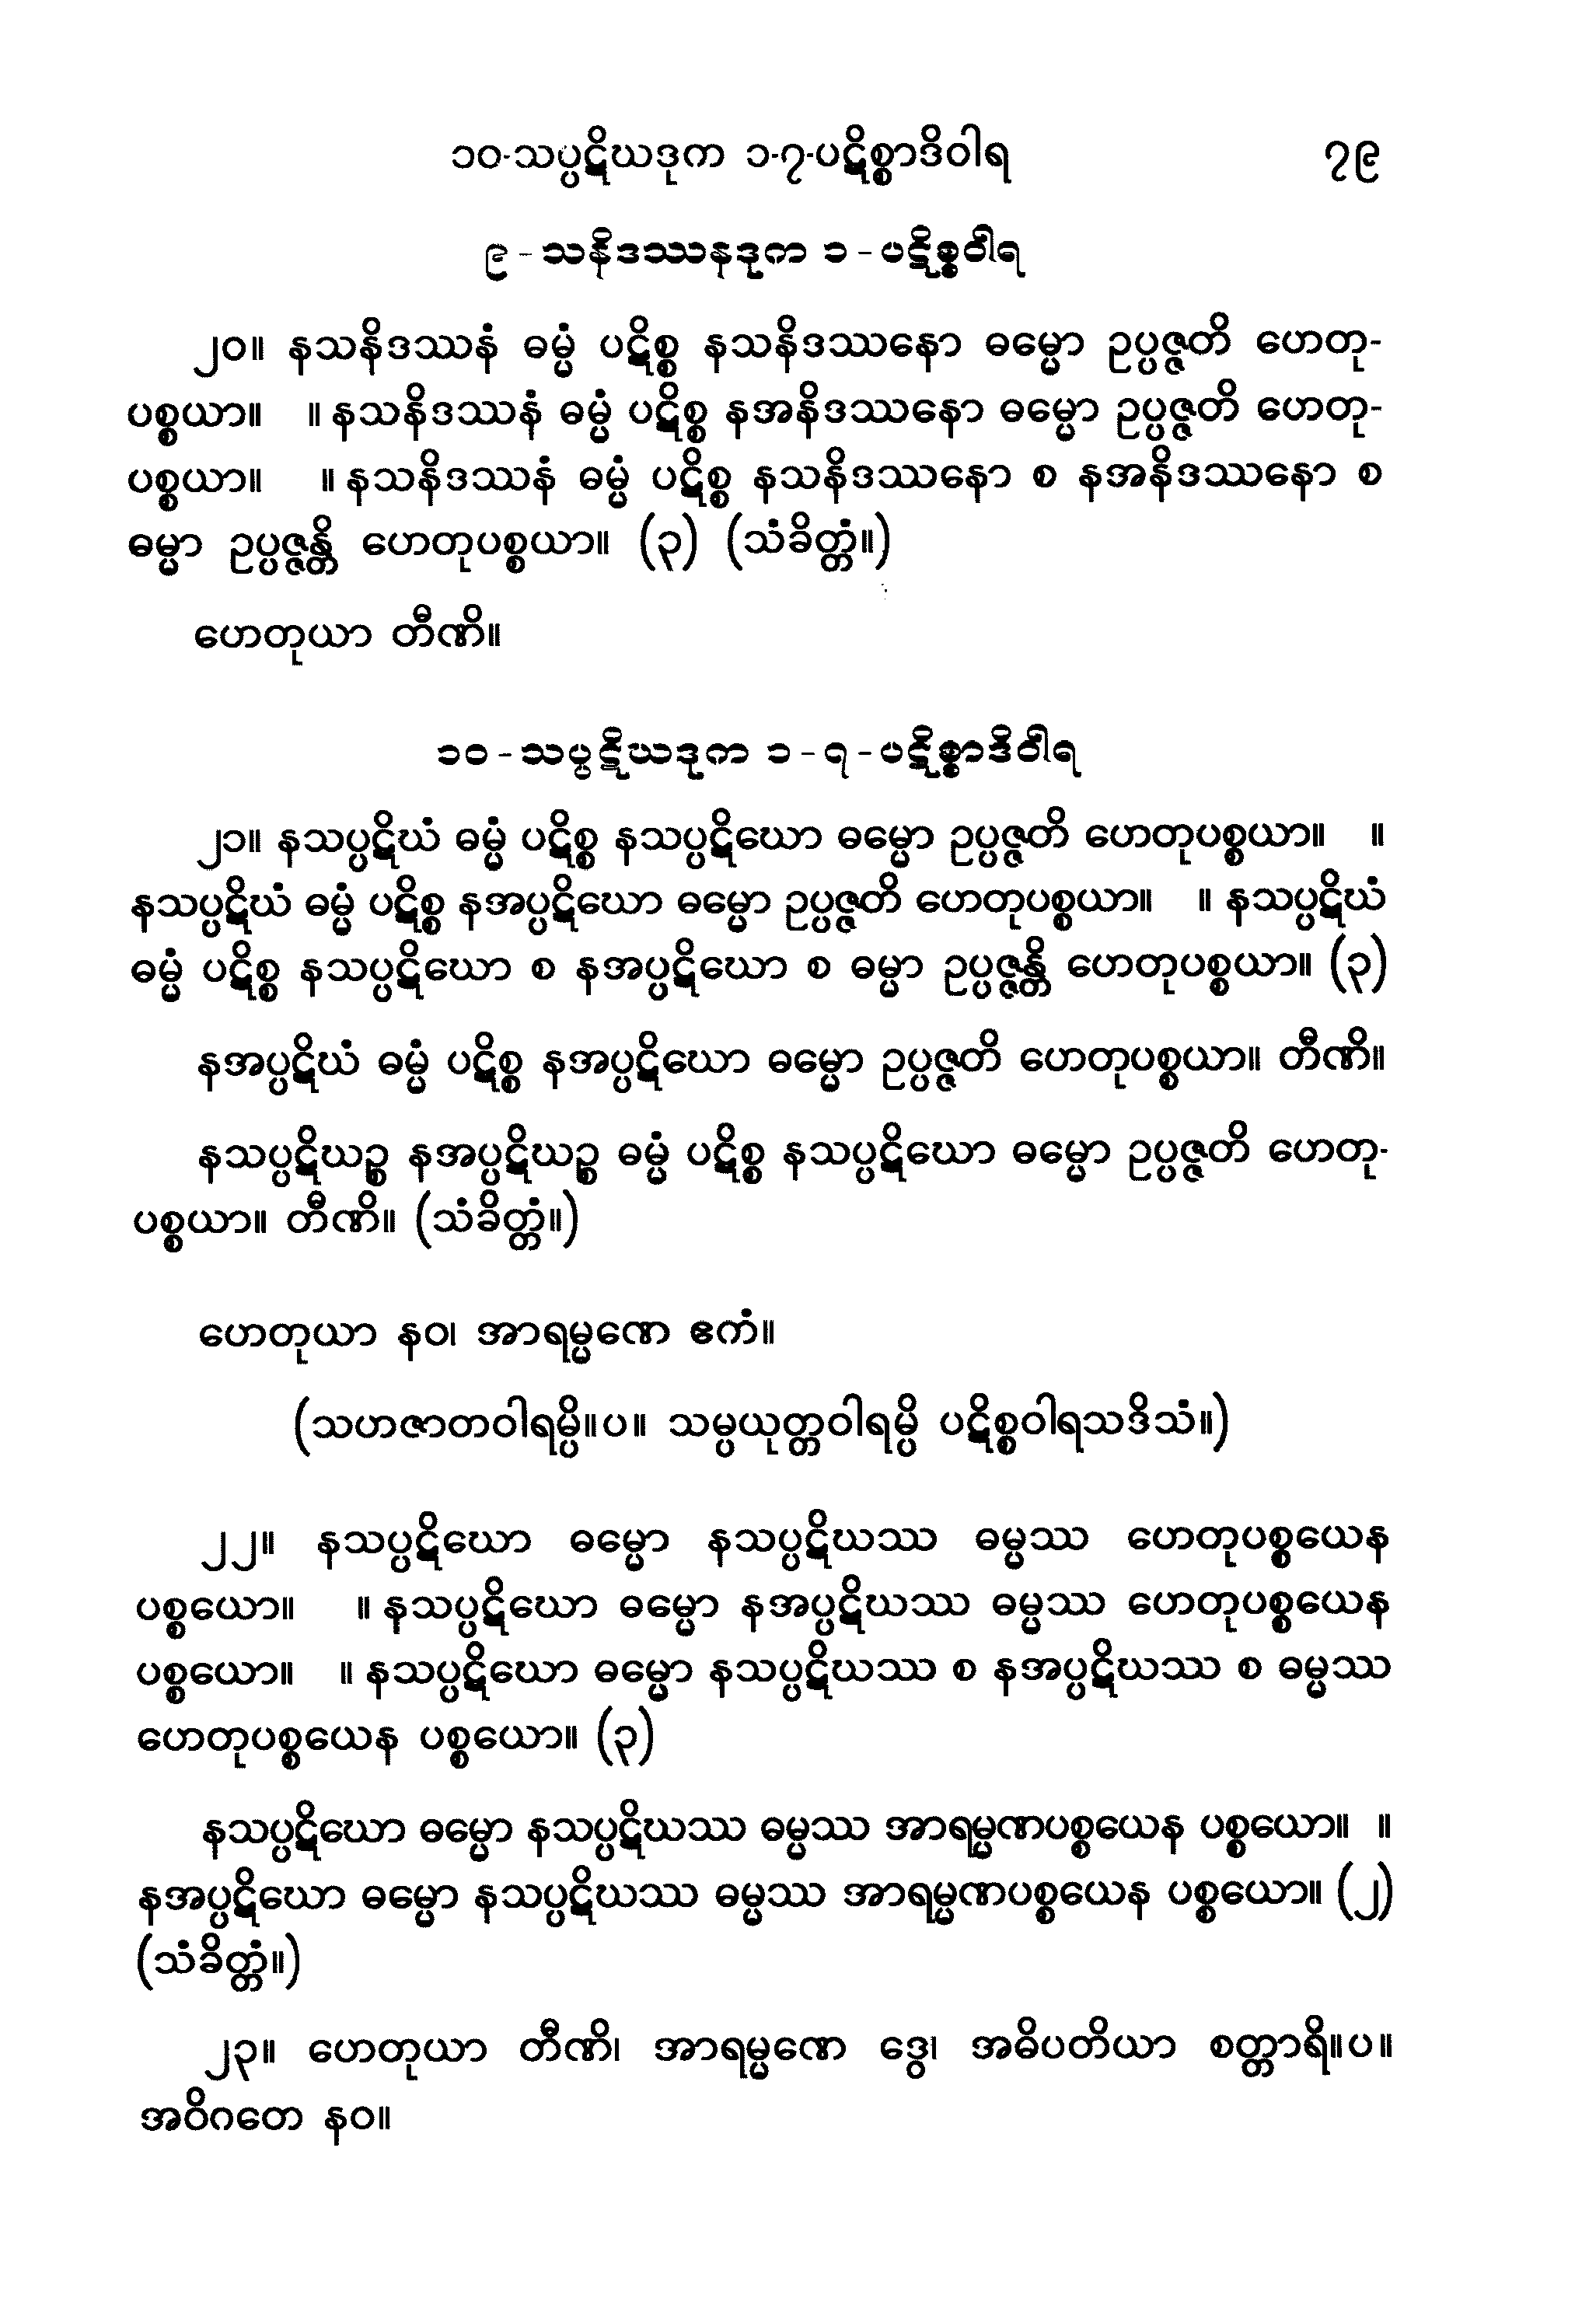 ၁၀-သပ္ပဋိဃဒုက ၁-၇-ပဋိစ္စာဒိဝါရ ၇၉
၉ - သနိဒဿနဒုက ၁ - ပဋိစ္စဝါရ
၂၀။ နသနိဒဿနံ ဓမ္မံ ပဋိစ္စ နသနိဒဿနော ဓမ္မော ဥပ္ပဇ္ဇတိ ဟေတု-
ပစ္စယာ။ ။ နသနိဒဿနံ ဓမ္မံ ပဋိစ္စ နအနိဒဿနော ဓမ္မော ဥပ္ပဇ္ဇတိ ဟေတု-
ပစ္စယာ။ ။ နသနိဒဿနံ ဓမ္မံ ပဋိစ္စ နသနိဒဿနော စ နအနိဒဿနော စ
ဓမ္မာ ဥပ္ပဇ္ဇန္တိ ဟေတုပစ္စယာ။ (၃) (သံခိတ္တံ။)
ဟေတုယာ တီဏိ။
၁၀ - သပ္ပဋိဃဒုက ၁ - ၇ - ပဋိစ္စာဒိဝါရ
၂၁။ နသပ္ပဋိဃံ ဓမ္မံ ပဋိစ္စ နသပ္ပဋိဃော ဓမ္မော ဥပ္ပဇ္ဇတိ ဟေတုပစ္စယာ။ ။
နသပ္ပဋိဃံ ဓမ္မံ ပဋိစ္စ နအပ္ပဋိဃော ဓမ္မော ဥပ္ပဇ္ဇတိ ဟေတုပစ္စယာ။ ။ နသပ္ပဋိဃံ
ဓမ္မံ ပဋိစ္စ နသပ္ပဋိဃော စ နအပ္ပဋိဃော စ ဓမ္မာ ဥပ္ပဇ္ဇန္တိ ဟေတုပစ္စယာ။ (၃)
နအပ္ပဋိဃံ ဓမ္မံ ပဋိစ္စ နအပ္ပဋိဃော ဓမ္မော ဥပ္ပဇ္ဇတိ ဟေတုပစ္စယာ။ တီဏိ။
နသပ္ပဋိဃဉ္စ နအပ္ပဋိဃဉ္စ ဓမ္မံ ပဋိစ္စ နသပ္ပဋိဃော ဓမ္မော ဥပ္ပဇ္ဇတိ ဟေတု-
ပစ္စယာ။ တီဏိ။ (သံခိတ္တံ။)
ဟေတုယာ နဝ၊ အာရမ္မဏေ ဧကံ။
(သဟဇာတဝါရမ္ပိ။ပ။ သမ္ပယုတ္တဝါရမ္ပိ ပဋိစ္စဝါရသဒိသံ။)
၂၂။ နသပ္ပဋိဃော ဓမ္မော နသပ္ပဋိဃဿ ဓမ္မဿ ဟေတုပစ္စယေန
ပစ္စယော။ ။ နသပ္ပဋိဃော ဓမ္မော နအပ္ပဋိဃဿ ဓမ္မဿ ဟေတုပစ္စယေန
ပစ္စယော။ ။ နသပ္ပဋိဃော ဓမ္မော နသပ္ပဋိဃဿ စ နအပ္ပဋိဃဿ စ ဓမ္မဿ
ဟေတုပစ္စယေန ပစ္စယော။ (၃)
နသပ္ပဋိဃော ဓမ္မော နသပ္ပဋိဃဿ ဓမ္မဿ အာရမ္မဏပစ္စယေန ပစ္စယော။ ။
နအပ္ပဋိဃော ဓမ္မော နသပ္ပဋိဃဿ ဓမ္မဿ အာရမ္မဏပစ္စယေန ပစ္စယော။ (၂)
(သံခိတ္တံ။)
၂၃။ ဟေတုယာ တီဏိ၊ အာရမ္မဏေ ဒွေ၊ အဓိပတိယာ စတ္တာရိ။ပ။
အဝိဂတေ နဝ။